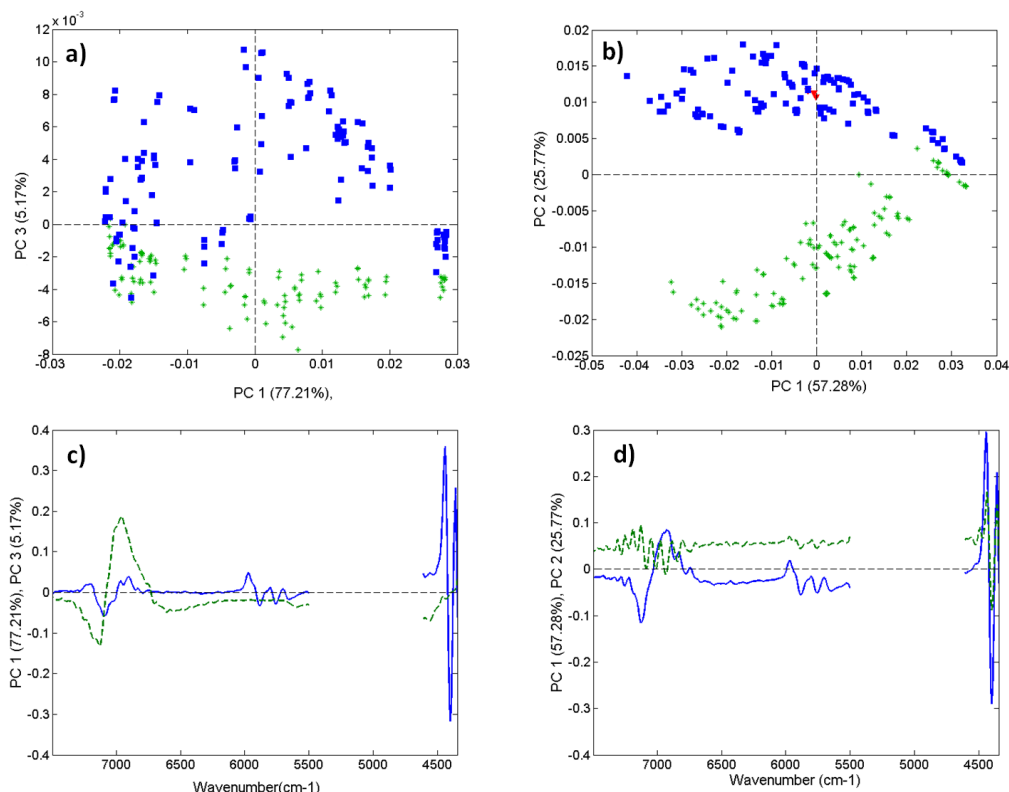 × 10⁻³
a)
12
10
8
6
4
2
0
-2
-4
-6
-8
PC 3 (5.17%)
-0.03 -0.02 -0.01 0 0.01 0.02 0.03
PC 1 (77.21%),
b)
0.02
0.015
0.01
0.005
0
-0.005
-0.01
-0.015
-0.02
-0.025
PC 2 (25.77%)
-0.05 -0.04 -0.03 -0.02 -0.01 0 0.01 0.02 0.03 0.04
PC 1 (57.28%)
c)
0.4
0.3
0.2
0.1
0
-0.1
-0.2
-0.3
-0.4
PC 1 (77.21%), PC 3 (5.17%)
7000 6500 6000 5500 5000 4500
Wavenumber(cm-1)
d)
0.3
0.2
0.1
0
-0.1
-0.2
-0.3
-0.4
PC 1 (57.28%), PC 2 (25.77%)
7000 6500 6000 5500 5000 4500
Wavenumber (cm-1)